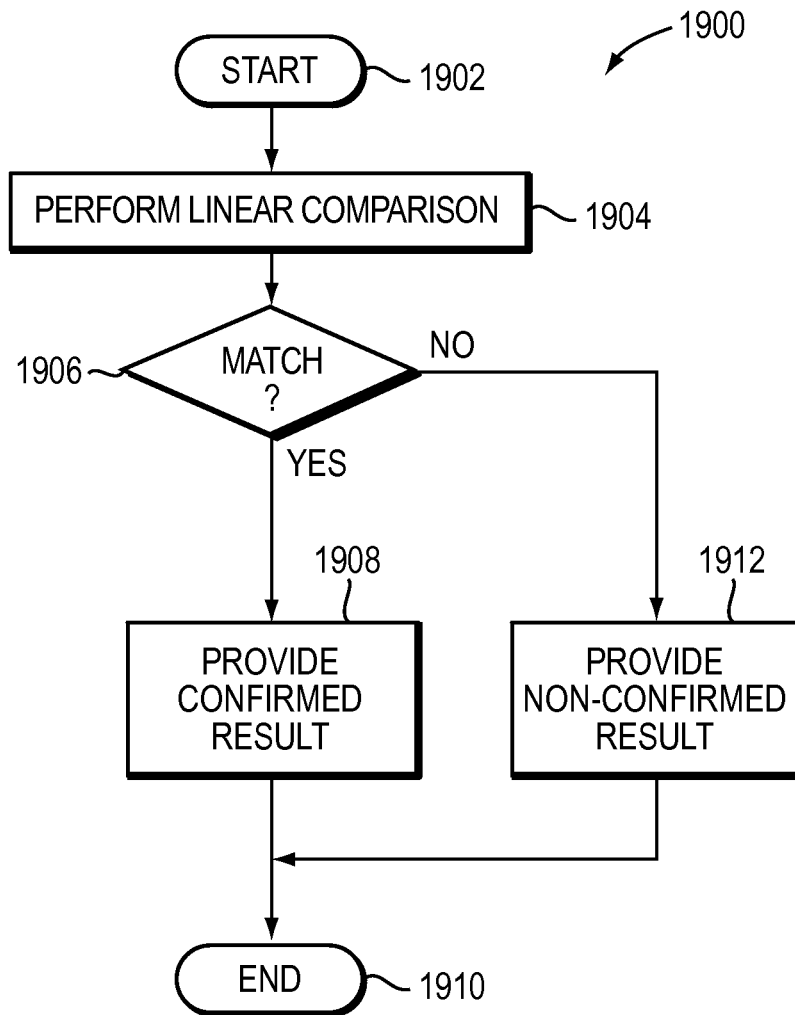 1900
START
1902
PERFORM LINEAR COMPARISON
1904
MATCH
?
1906
NO
YES
1908
PROVIDE
CONFIRMED
RESULT
1912
PROVIDE
NON-CONFIRMED
RESULT
END
1910